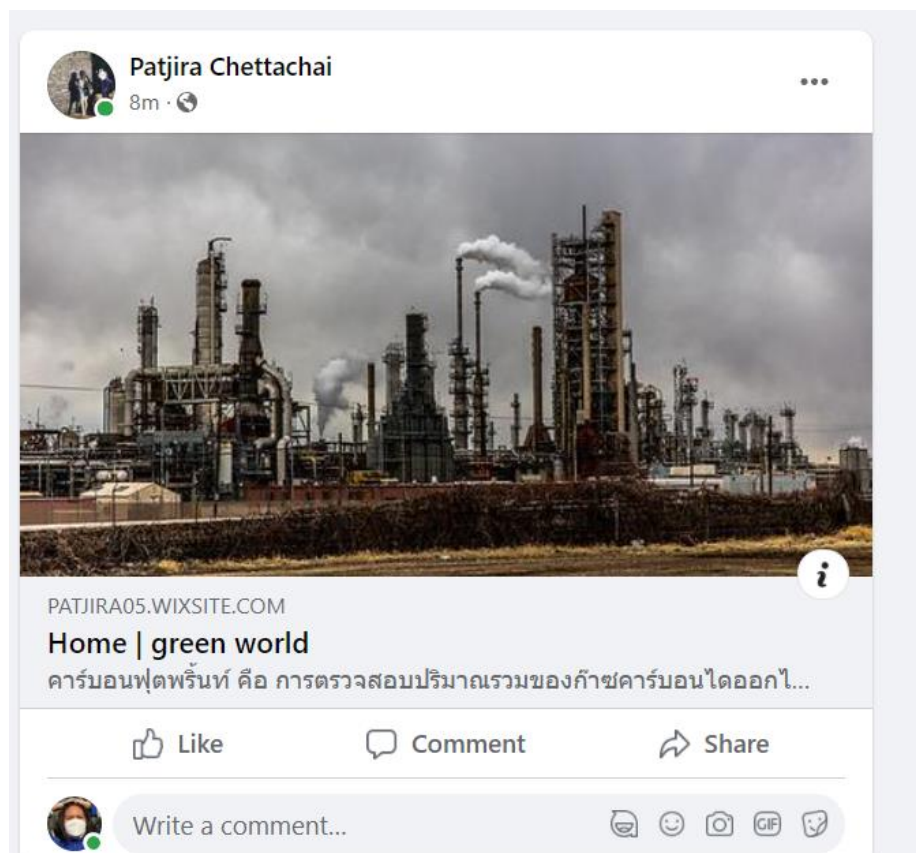 Patjira Chettachai
8m ·
PATJIRA05.WIXSITE.COM
Home | green world
คาร์บอนฟุตพริ้นท์ คือ การตรวจสอบปริมาณรวมของก๊าซคาร์บอนไดออกไ...
Like Comment Share
Write a comment... GIF